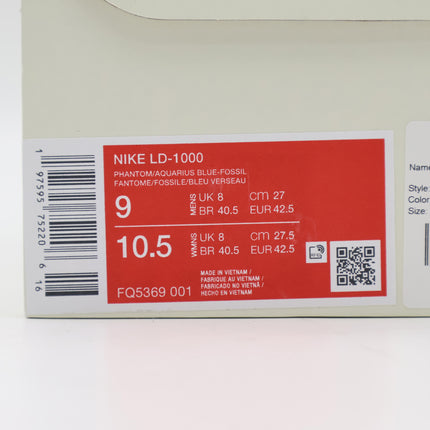 NIKE LD-1000
PHANTOM/AQUARIUS BLUE-FOSSIL
FANTOME/FOSSILE/BLEU VERSEAU
9 MENS UK 8 cm 27
BR 40.5 EUR 42.5
10.5 WMNS UK 8 cm 27.5
BR 40.5 EUR 42.5
MADE IN VIETNAM /
FABRIQUE AU VIETNAM /
FABRICADO NO VIETNÃ /
HECHO EN VIETNAM
FQ5369 001
1 97595 75220 6 16
Name
Style:
Color
Size: